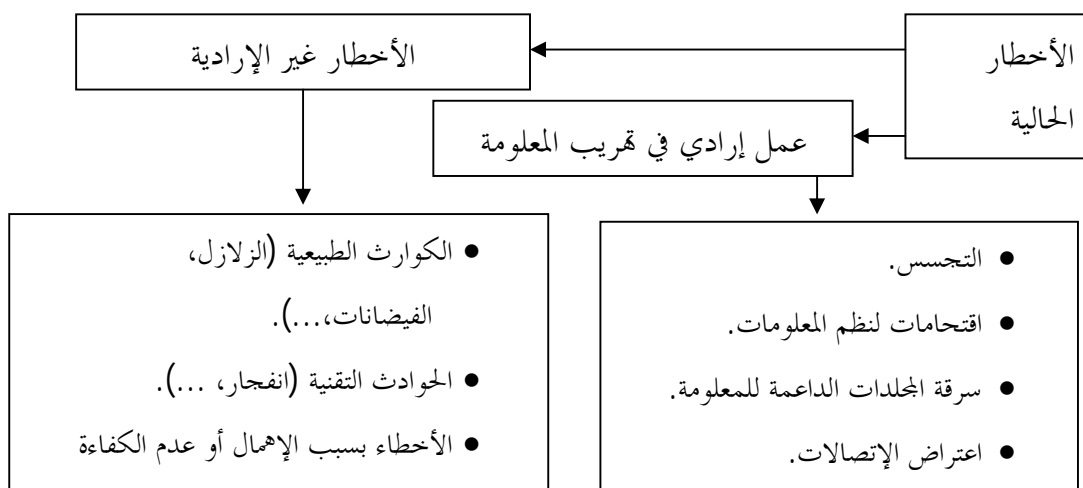 الأخطار
الحالية
الأخطار غير الإرادية
عمل إرادي في تهريب المعلومة
● التجسس.
● اقتحامات لنظم المعلومات.
● سرقة المجلدات الداعمة للمعلومة.
● اعتراض الإتصالات.
● الكوارث الطبيعية (الزلازل،
الفيضانات،...).
● الحوادث التقنية (انفجار، ...).
● الأخطاء بسبب الإهمال أو عدم الكفاءة